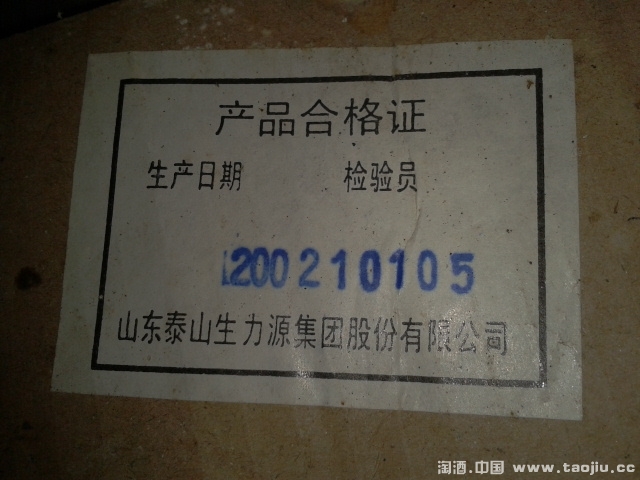 产品合格证
生产日期 检验员
200210105
山东泰山生力源集团股份有限公司
淘酒.中国 www.taojiu.cc